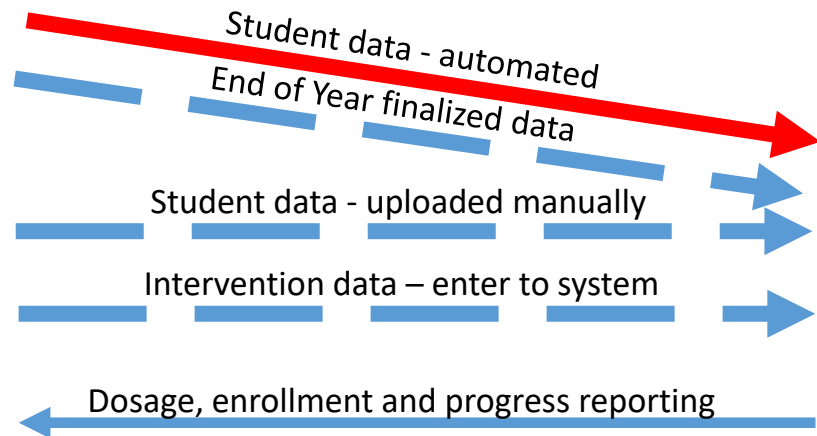 Student data - automated
End of Year finalized data
Student data - uploaded manually
Intervention data – enter to system
Dosage, enrollment and progress reporting